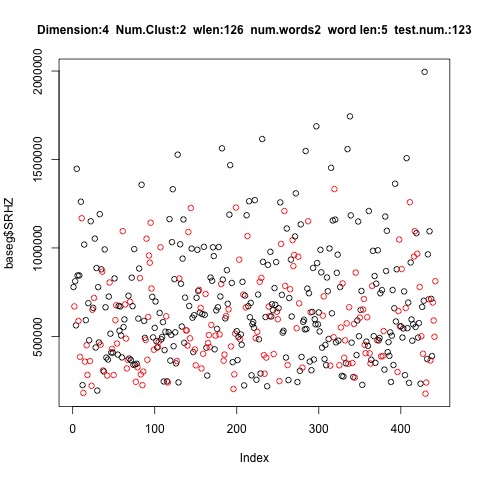 Dimension:4 Num.Clust:2 wlen:126 num.words2 word len:5 test.num.:123
2000000
1500000
1000000
500000
baseg$SRHZ
0 100 200 300 400
Index